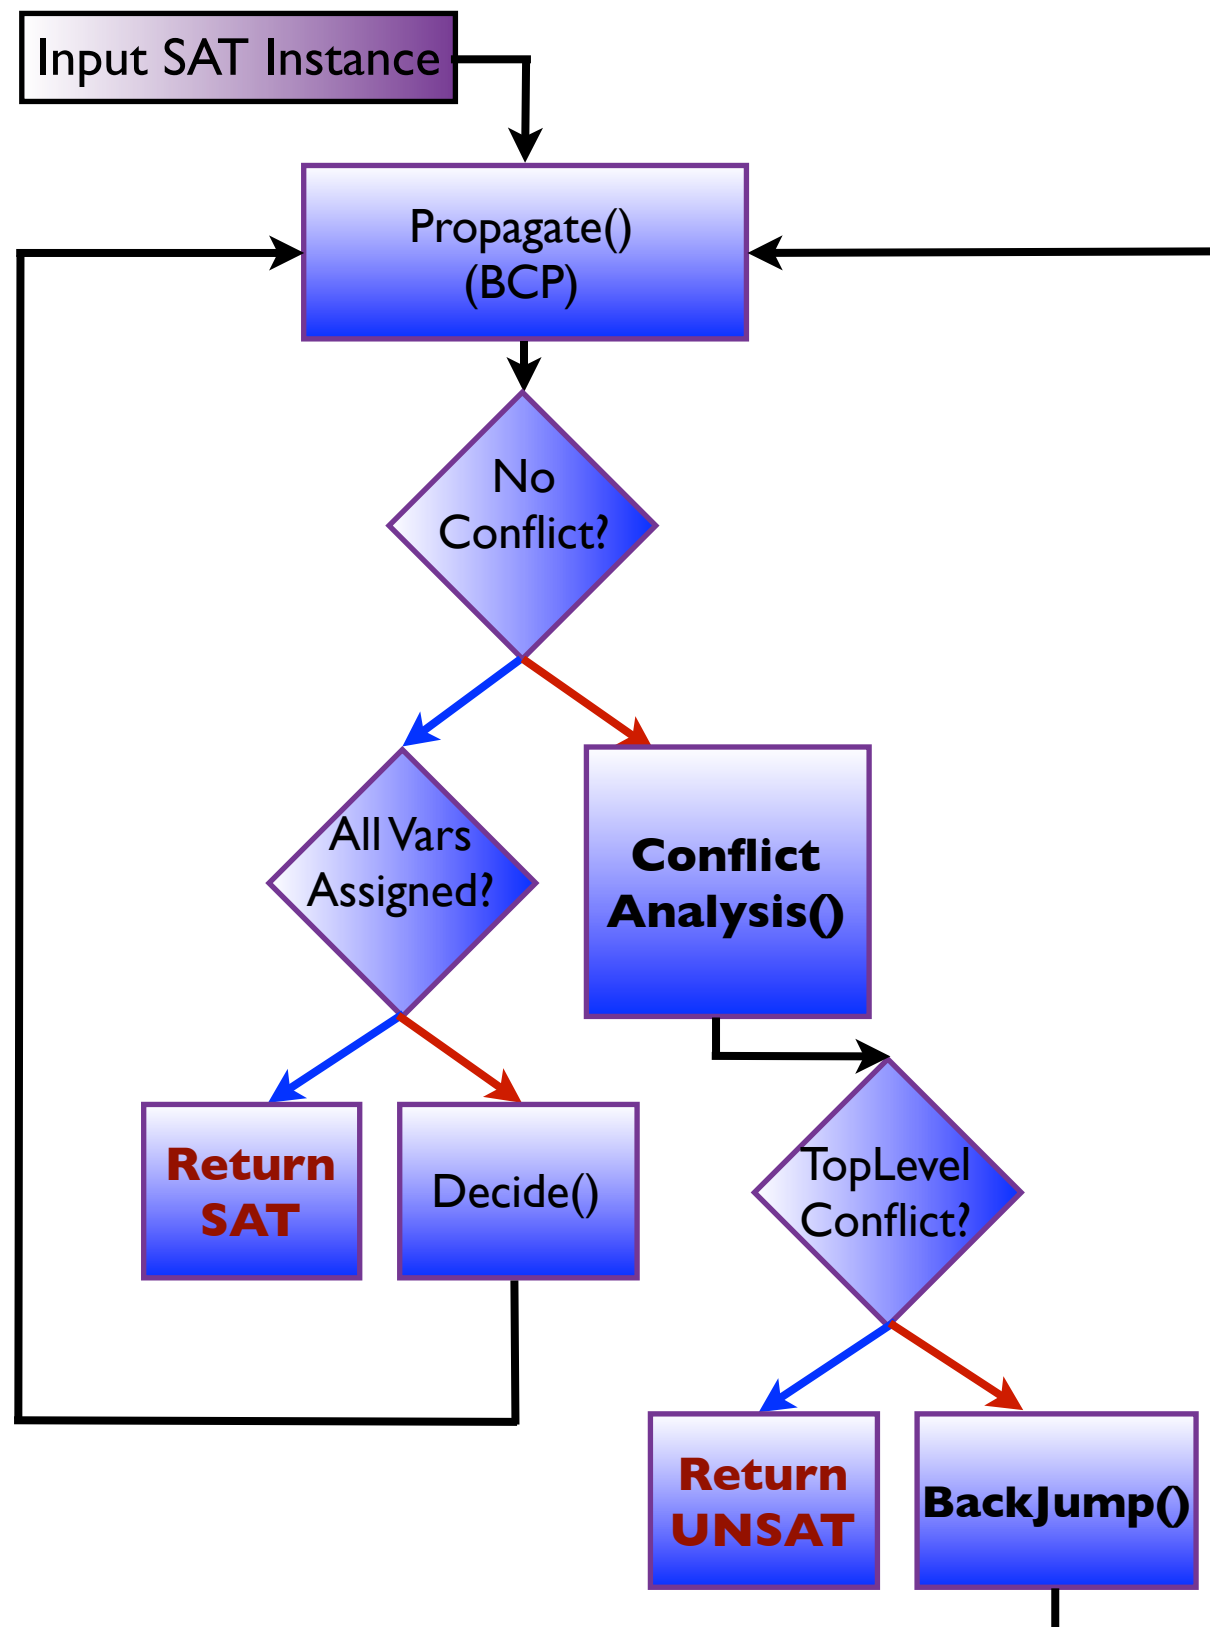 Input SAT Instance
Propagate()
(BCP)
No
Conflict?
All Vars
Assigned?
Conflict
Analysis()
Return
SAT
Decide()
TopLevel
Conflict?
Return
UNSAT
BackJump()